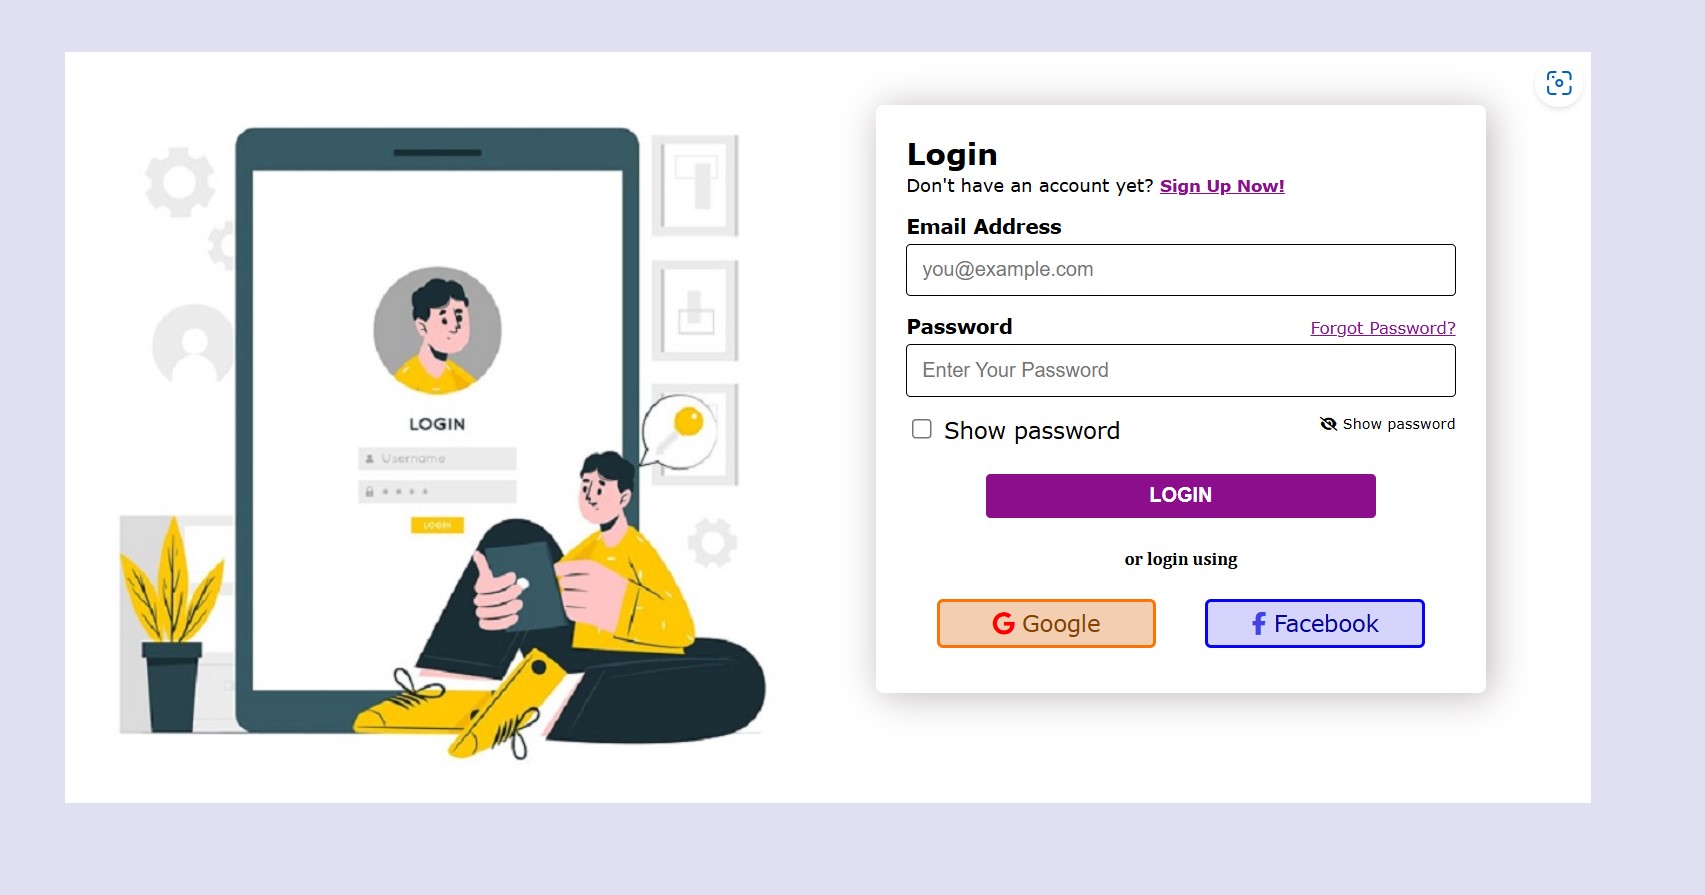 LOGIN
Username
LOGIN
Login
Don't have an account yet? Sign Up Now!
Email Address
you@example.com
Password Forgot Password?
Enter Your Password
Show password Show password
LOGIN
or login using
Google Facebook